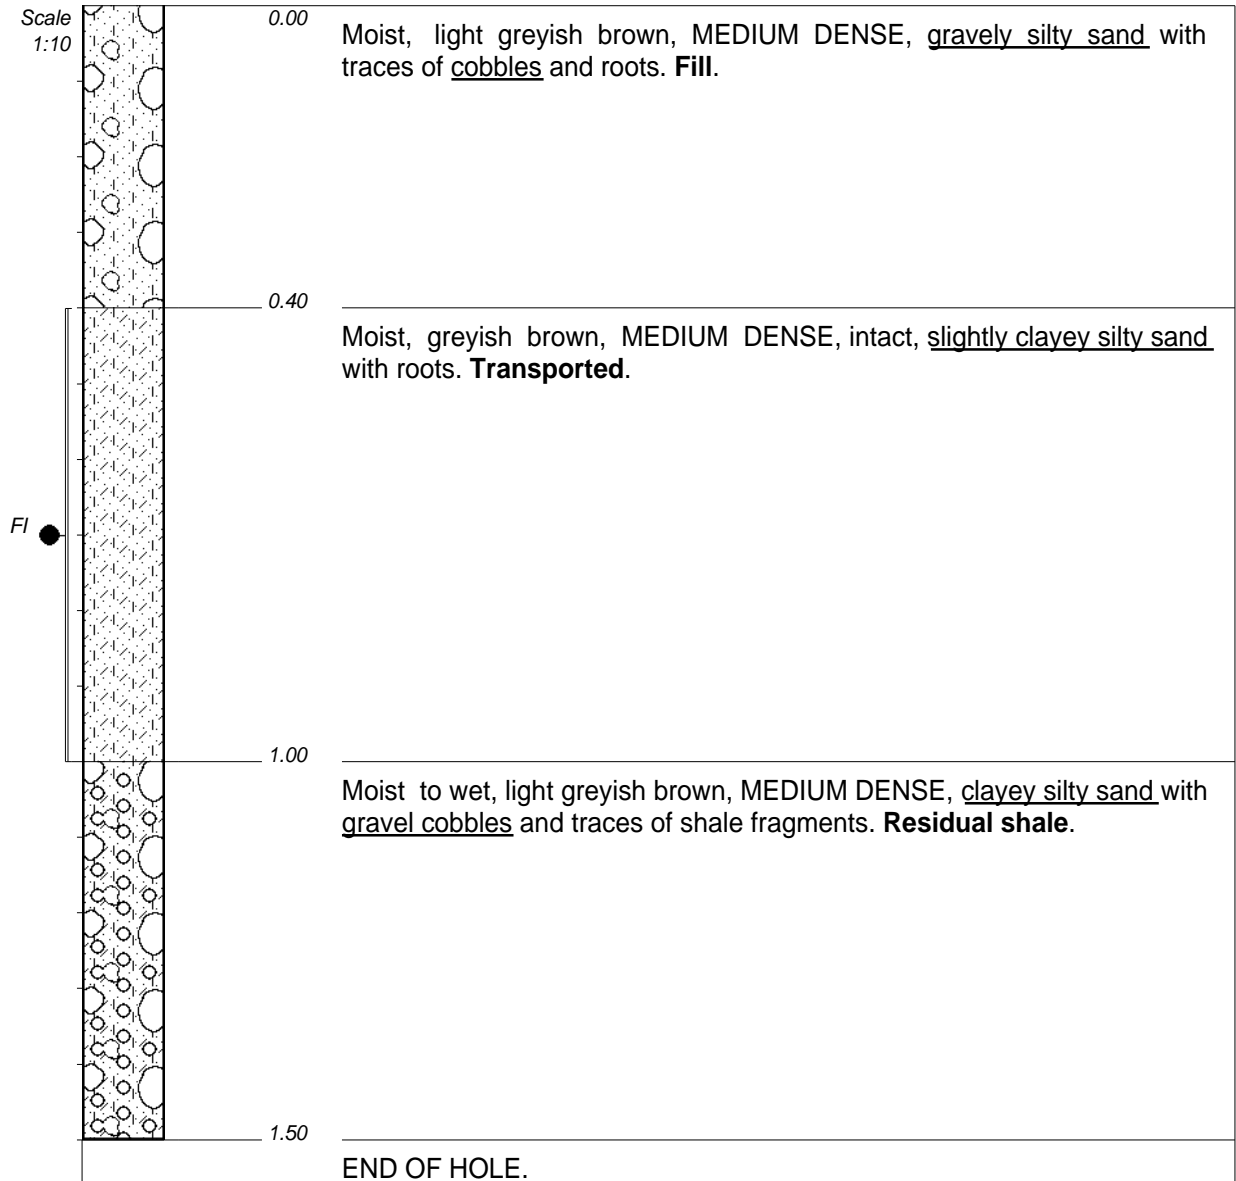 Scale
1:10
0.00
Moist, light greyish brown, MEDIUM DENSE, gravely silty sand with
traces of cobbles and roots. Fill.
0.40
Moist, greyish brown, MEDIUM DENSE, intact, slightly clayey silty sand
with roots. Transported.
FI
1.00
Moist to wet, light greyish brown, MEDIUM DENSE, clayey silty sand with
gravel cobbles and traces of shale fragments. Residual shale.
1.50
END OF HOLE.